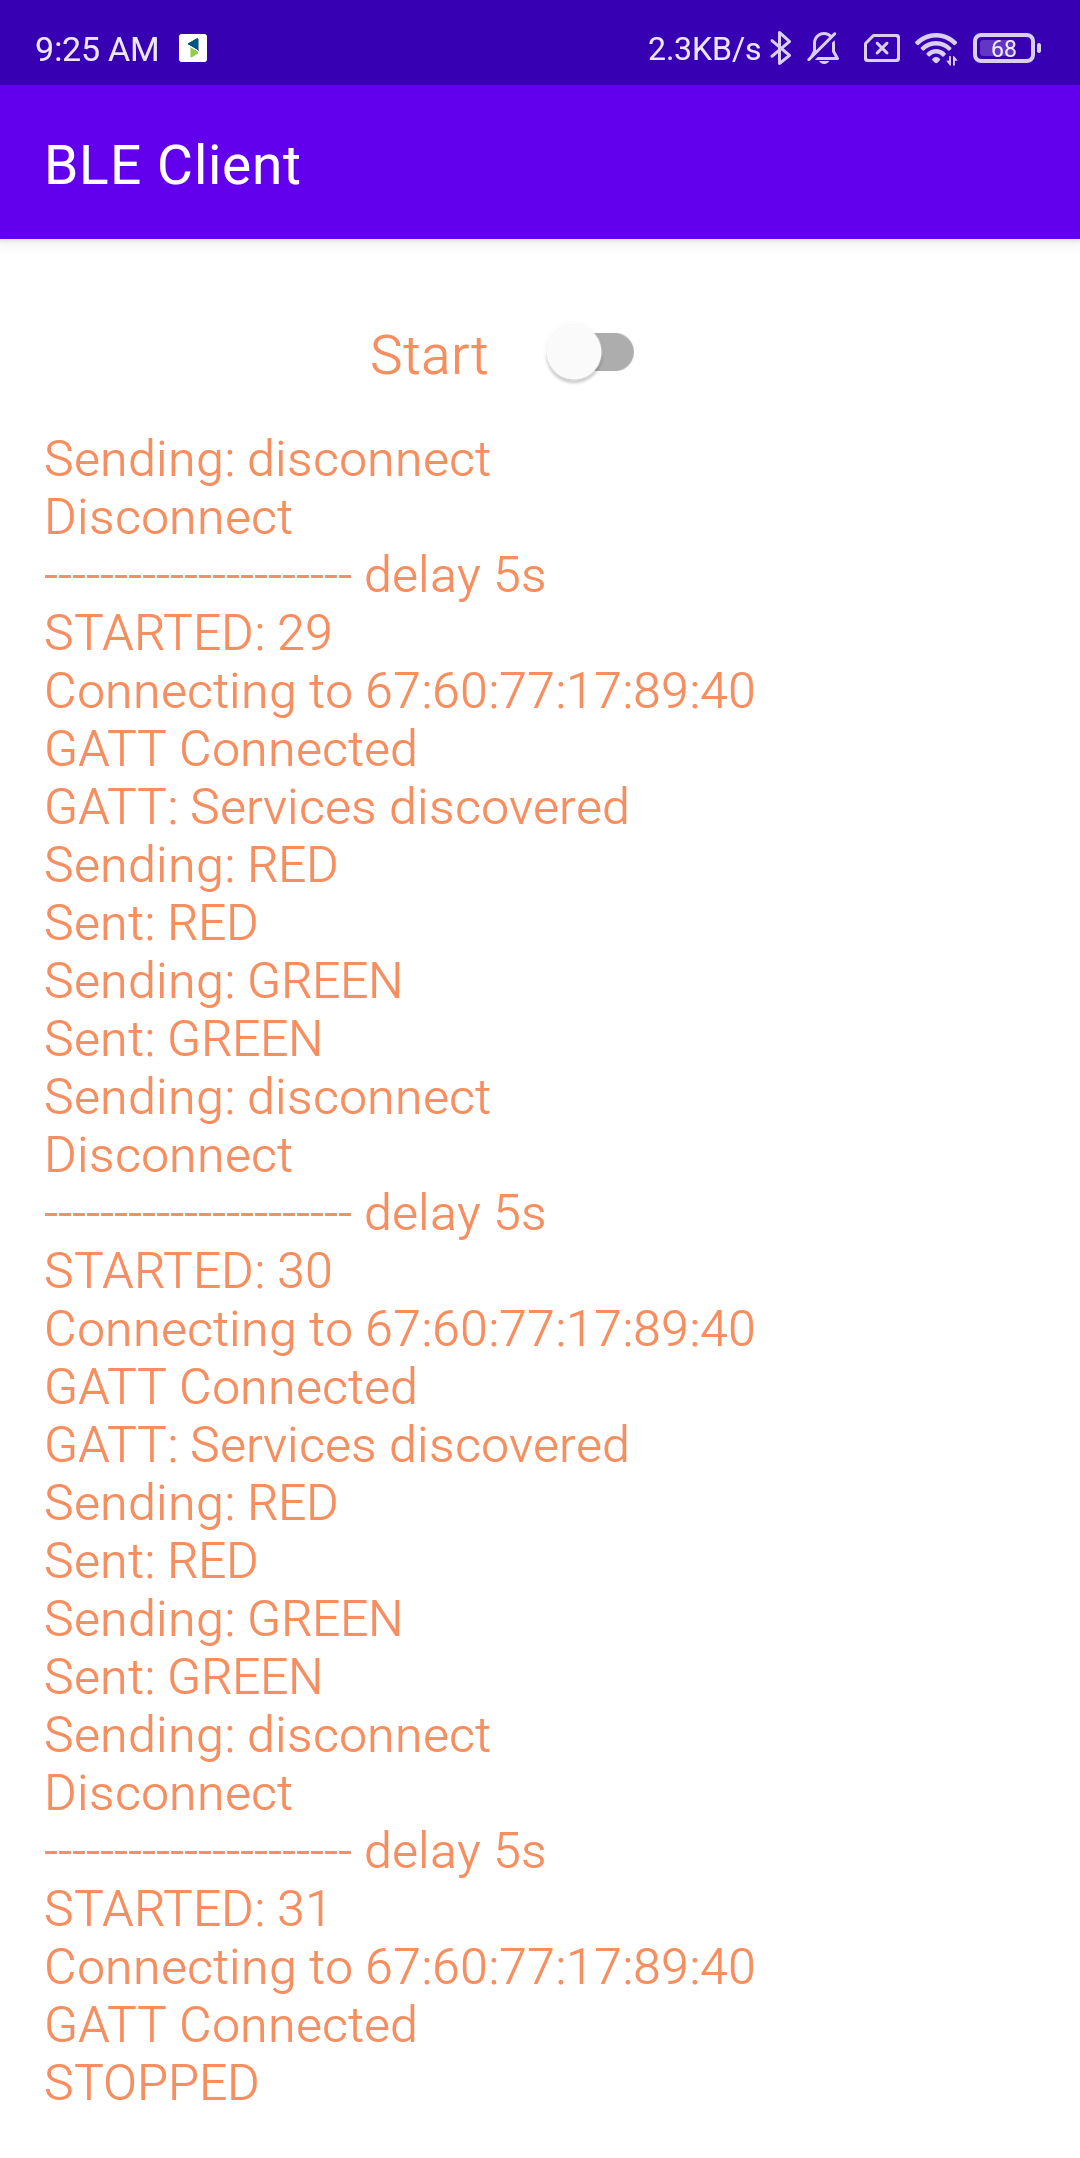 9:25 AM 2.3KB/s 68
BLE Client
Start
Sending: disconnect
Disconnect
---------------------- delay 5s
STARTED: 29
Connecting to 67:60:77:17:89:40
GATT Connected
GATT: Services discovered
Sending: RED
Sent: RED
Sending: GREEN
Sent: GREEN
Sending: disconnect
Disconnect
---------------------- delay 5s
STARTED: 30
Connecting to 67:60:77:17:89:40
GATT Connected
GATT: Services discovered
Sending: RED
Sent: RED
Sending: GREEN
Sent: GREEN
Sending: disconnect
Disconnect
---------------------- delay 5s
STARTED: 31
Connecting to 67:60:77:17:89:40
GATT Connected
STOPPED